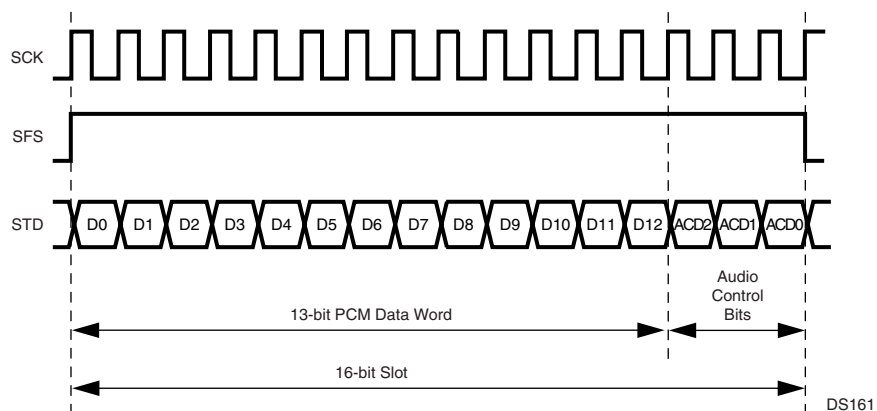 SCK
SFS
STD
D0 D1 D2 D3 D4 D5 D6 D7 D8 D9 D10 D11 D12 ACD2 ACD1 ACD0
Audio
Control
Bits
13-bit PCM Data Word
16-bit Slot
DS161